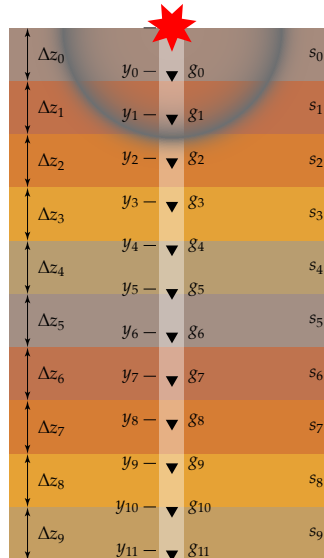 Δz₀ s₀
y₀ g₀
Δz₁ y₁ g₁ s₁
Δz₂ y₂ g₂ s₂
y₃ g₃
Δz₃ s₃
y₄ g₄
Δz₄ s₄
y₅ g₅
Δz₅ s₅
y₆ g₆
Δz₆ y₇ g₇ s₆
y₈ g₈
Δz₇ s₇
y₉ g₉
Δz₈ s₈
y₁₀ g₁₀
Δz₉ s₉
y₁₁ g₁₁